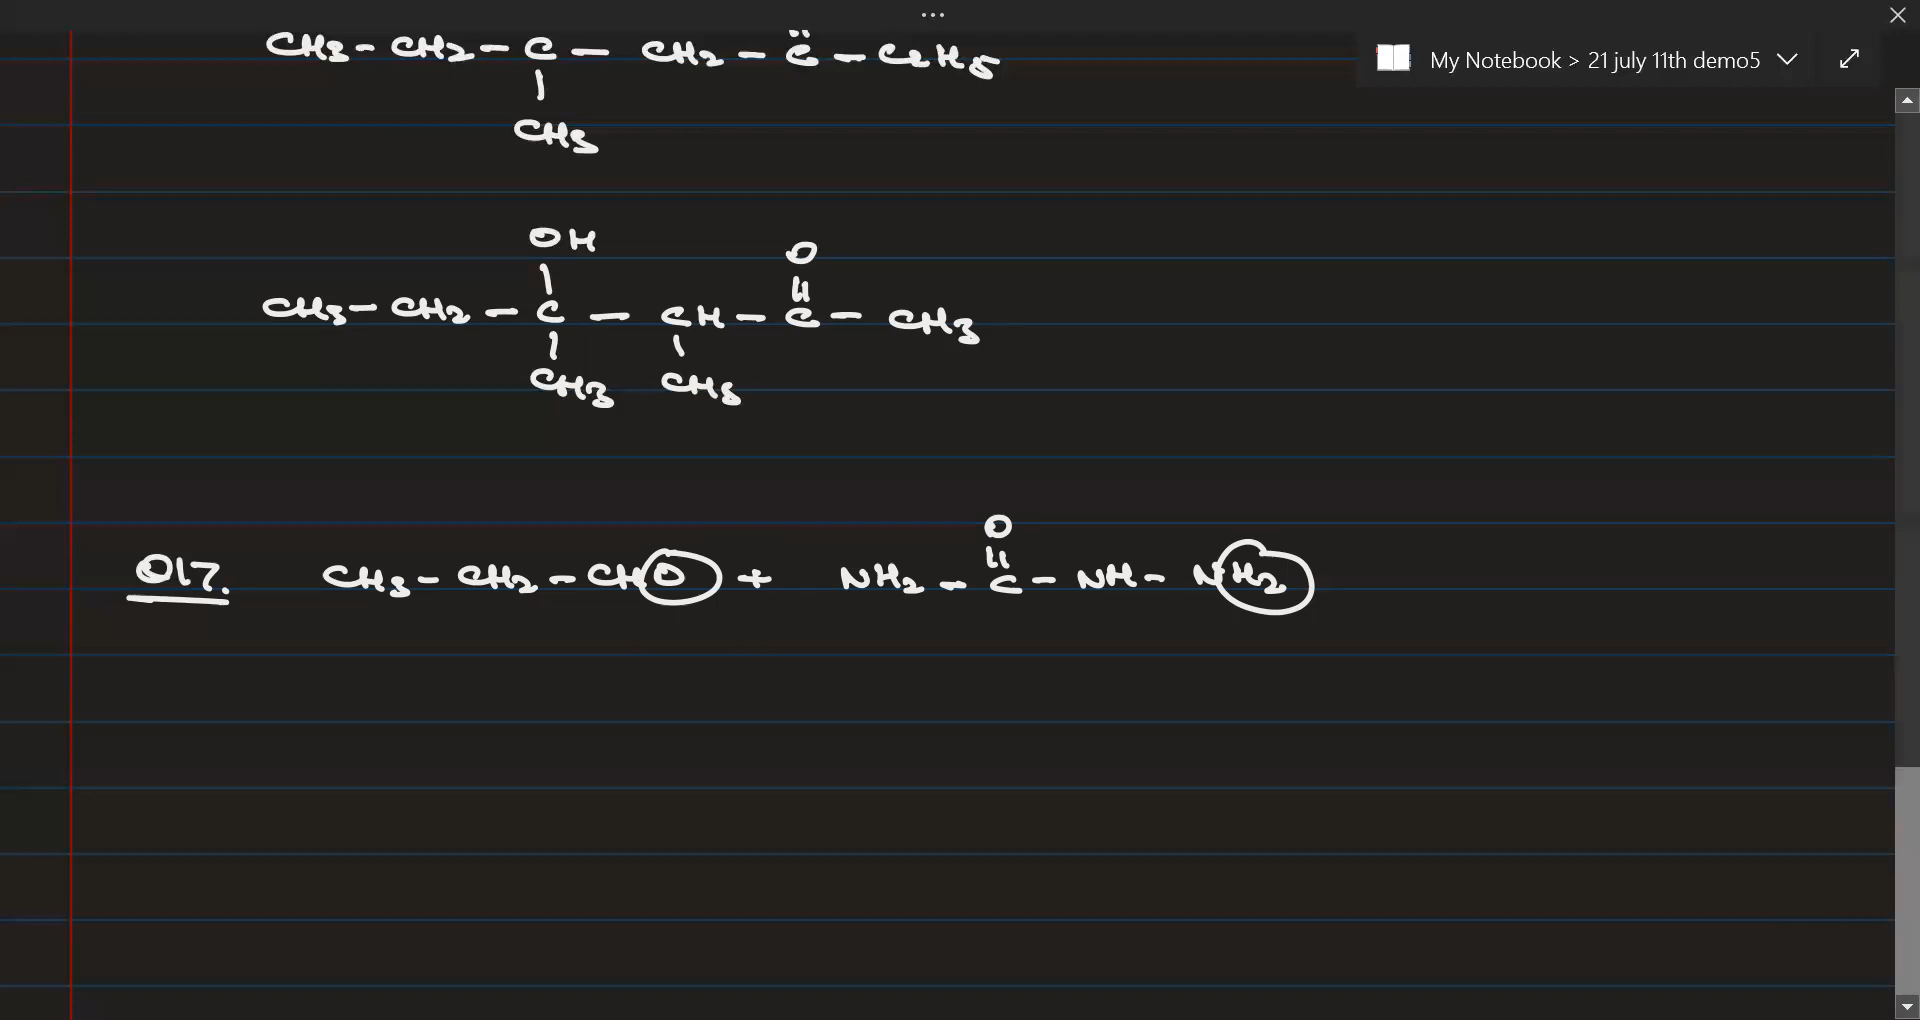 ...
CH3 - CH2 - C - CH2 - C - C2H5
My Notebook > 21 july 11th demo5
|
CH3
OH O
| ||
CH3 - CH2 - C - CH - C - CH3
| |
CH3 CH3
O
||
Q17. CH3 - CH2 - CHO + NH2 - C - NH - NH2